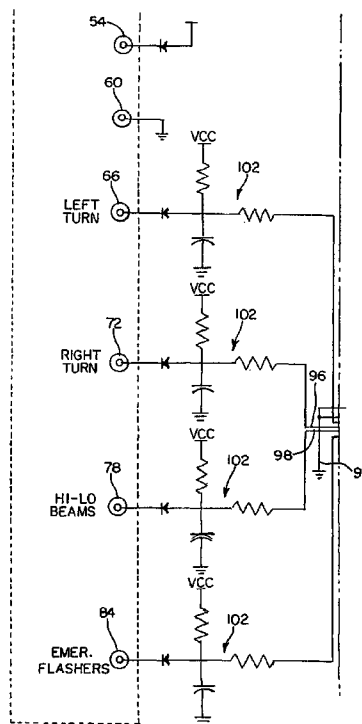 54
60
VCC
66
102
LEFT
TURN
VCC
72
102
RIGHT
TURN
96
98
9
VCC
78
102
HI-LO
BEAMS
VCC
84
102
EMER.
FLASHERS